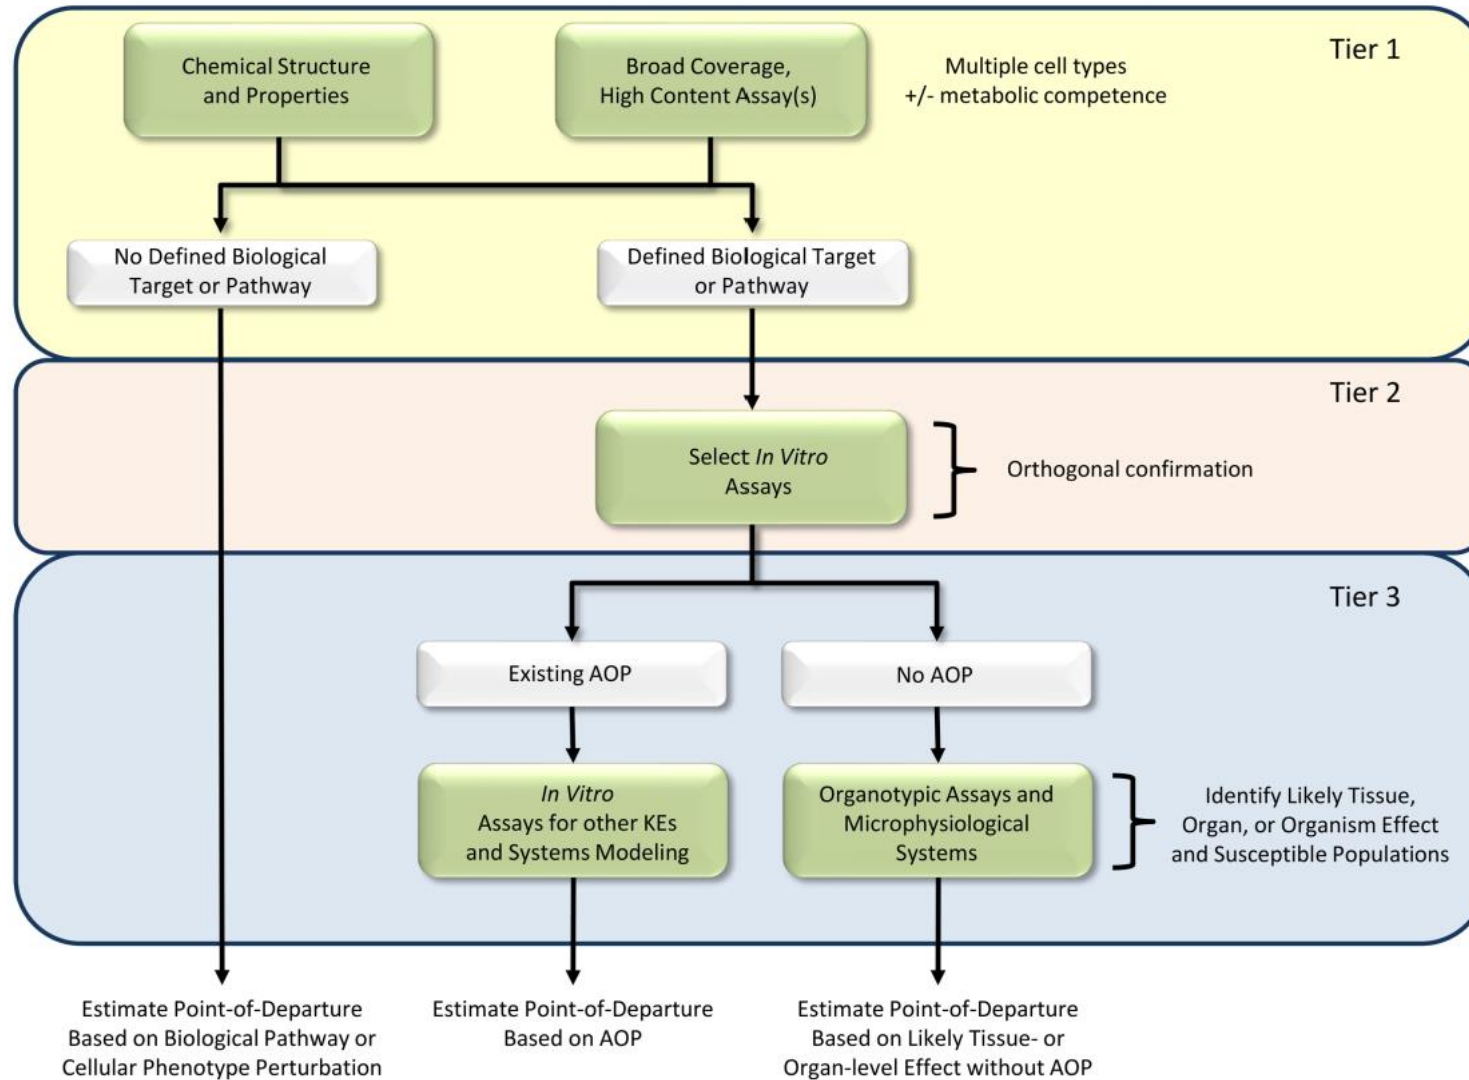 Tier 1
Chemical Structure
and Properties
Broad Coverage,
High Content Assay(s)
Multiple cell types
+/- metabolic competence
No Defined Biological
Target or Pathway
Defined Biological Target
or Pathway
Tier 2
Select In Vitro
Assays
Orthogonal confirmation
Tier 3
Existing AOP
No AOP
In Vitro
Assays for other KEs
and Systems Modeling
Organotypic Assays and
Microphysiological
Systems
Identify Likely Tissue,
Organ, or Organism Effect
and Susceptible Populations
Estimate Point-of-Departure
Based on Biological Pathway or
Cellular Phenotype Perturbation
Estimate Point-of-Departure
Based on AOP
Estimate Point-of-Departure
Based on Likely Tissue- or
Organ-level Effect without AOP